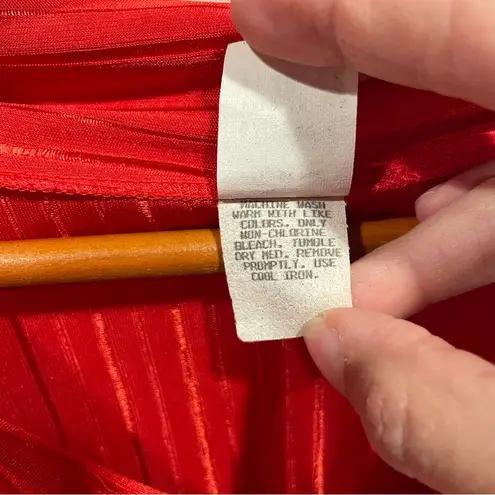 MACHINE WASH
WARM WITH LIKE
COLORS. ONLY
NON-CHLORINE
BLEACH. TUMBLE
DRY MED. REMOVE
PROMPTLY. USE
COOL IRON.